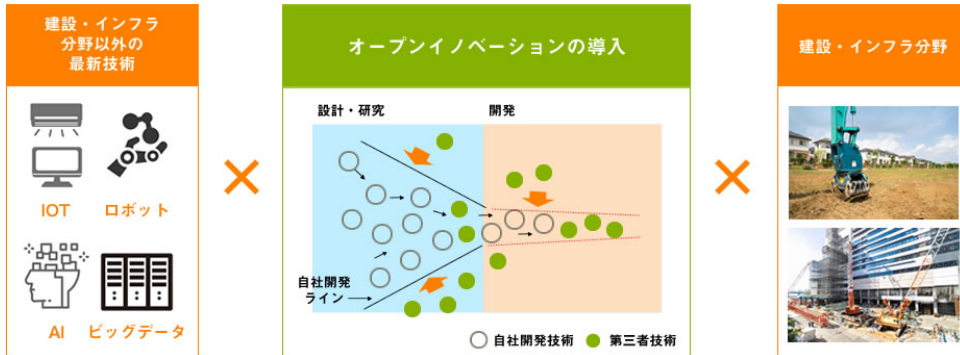 建設・インフラ
分野以外の
最新技術
IOT
ロボット
AI
ビッグデータ
×
オープンイノベーションの導入
設計・研究
開発
自社開発
ライン
自社開発技術
第三者技術
×
建設・インフラ分野